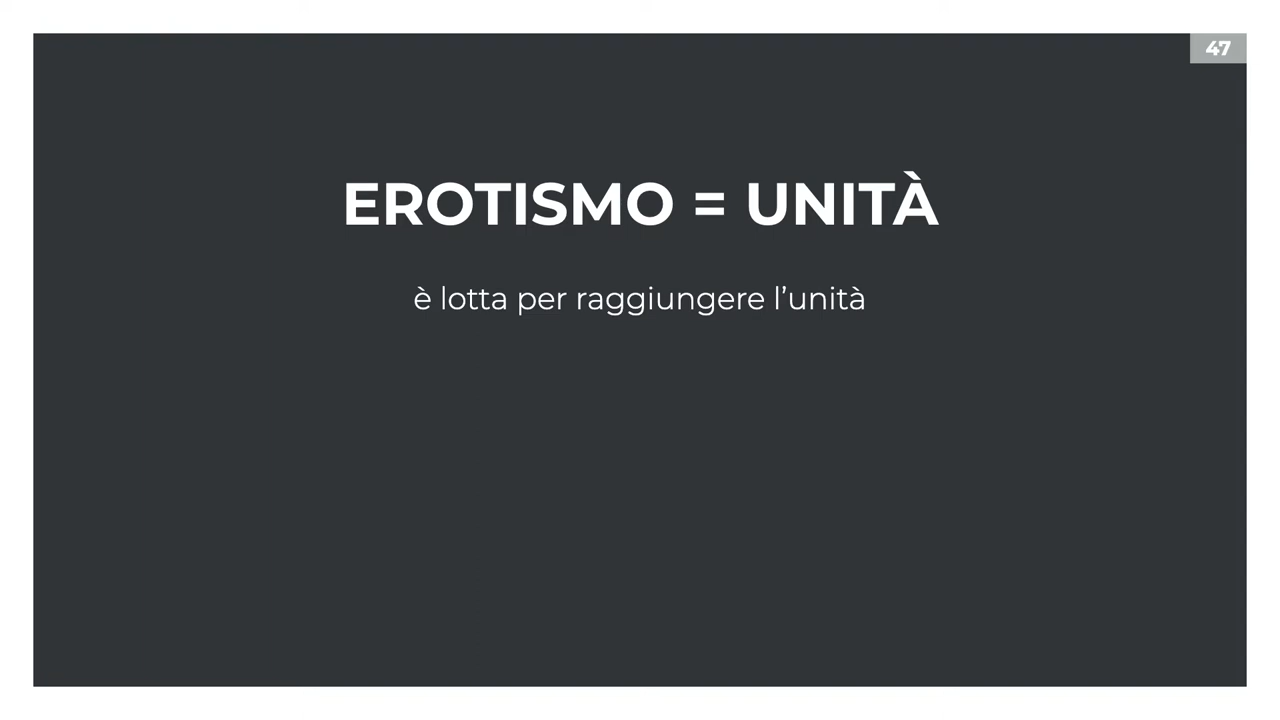 47
EROTISMO = UNITÀ
è lotta per raggiungere l’unità